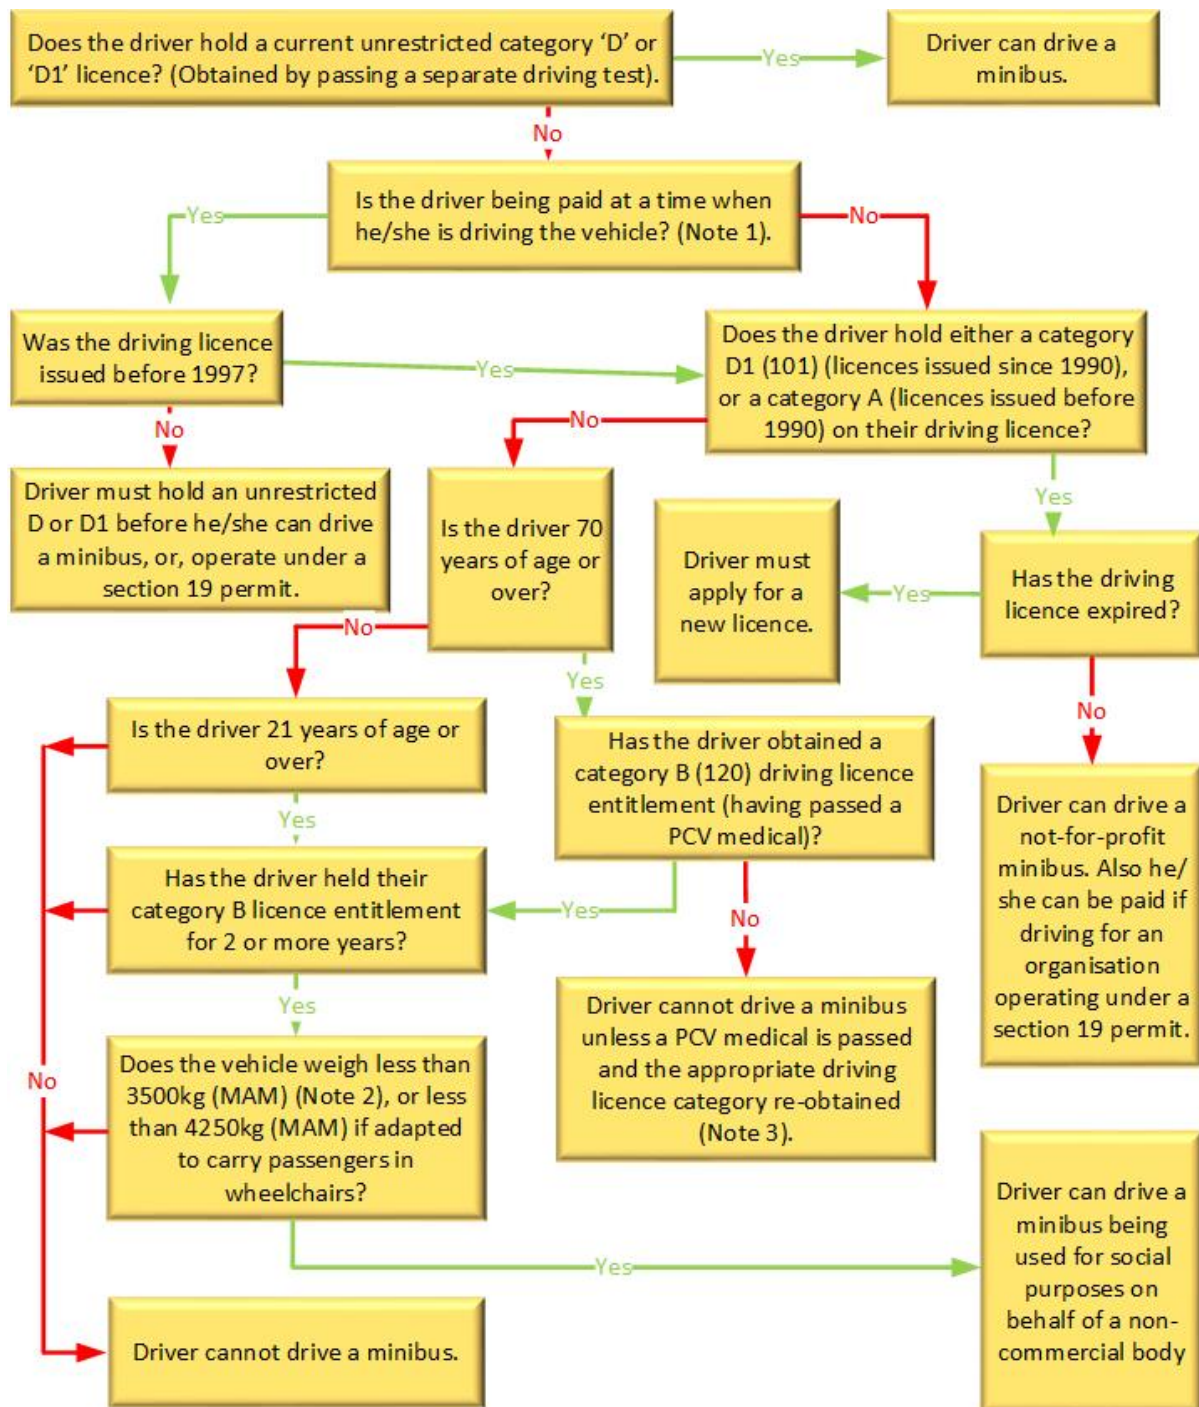 Does the driver hold a current unrestricted category ‘D’ or
‘D1’ licence? (Obtained by passing a separate driving test).
Yes
Driver can drive a
minibus.
No
Is the driver being paid at a time when
he/she is driving the vehicle? (Note 1).
Yes
No
Was the driving licence
issued before 1997?
Yes
Does the driver hold either a category
D1 (101) (licences issued since 1990),
or a category A (licences issued before
1990) on their driving licence?
No
No
Yes
Driver must hold an unrestricted
D or D1 before he/she can drive
a minibus, or, operate under a
section 19 permit.
Is the driver 70
years of age or
over?
Driver must
apply for a
new licence.
Yes
Has the driving
licence expired?
No
Yes
No
Is the driver 21 years of age or
over?
Has the driver obtained a
category B (120) driving licence
entitlement (having passed a
PCV medical)?
Driver can drive a
not-for-profit
minibus. Also he/
she can be paid if
driving for an
organisation
operating under a
section 19 permit.
Yes
Has the driver held their
category B licence entitlement
for 2 or more years?
Yes
No
Yes
Driver cannot drive a minibus
unless a PCV medical is passed
and the appropriate driving
licence category re-obtained
(Note 3).
Does the vehicle weigh less than
3500kg (MAM) (Note 2), or less
than 4250kg (MAM) if adapted
to carry passengers in
wheelchairs?
No
Yes
Driver can drive a
minibus being
used for social
purposes on
behalf of a non-
commercial body
Driver cannot drive a minibus.